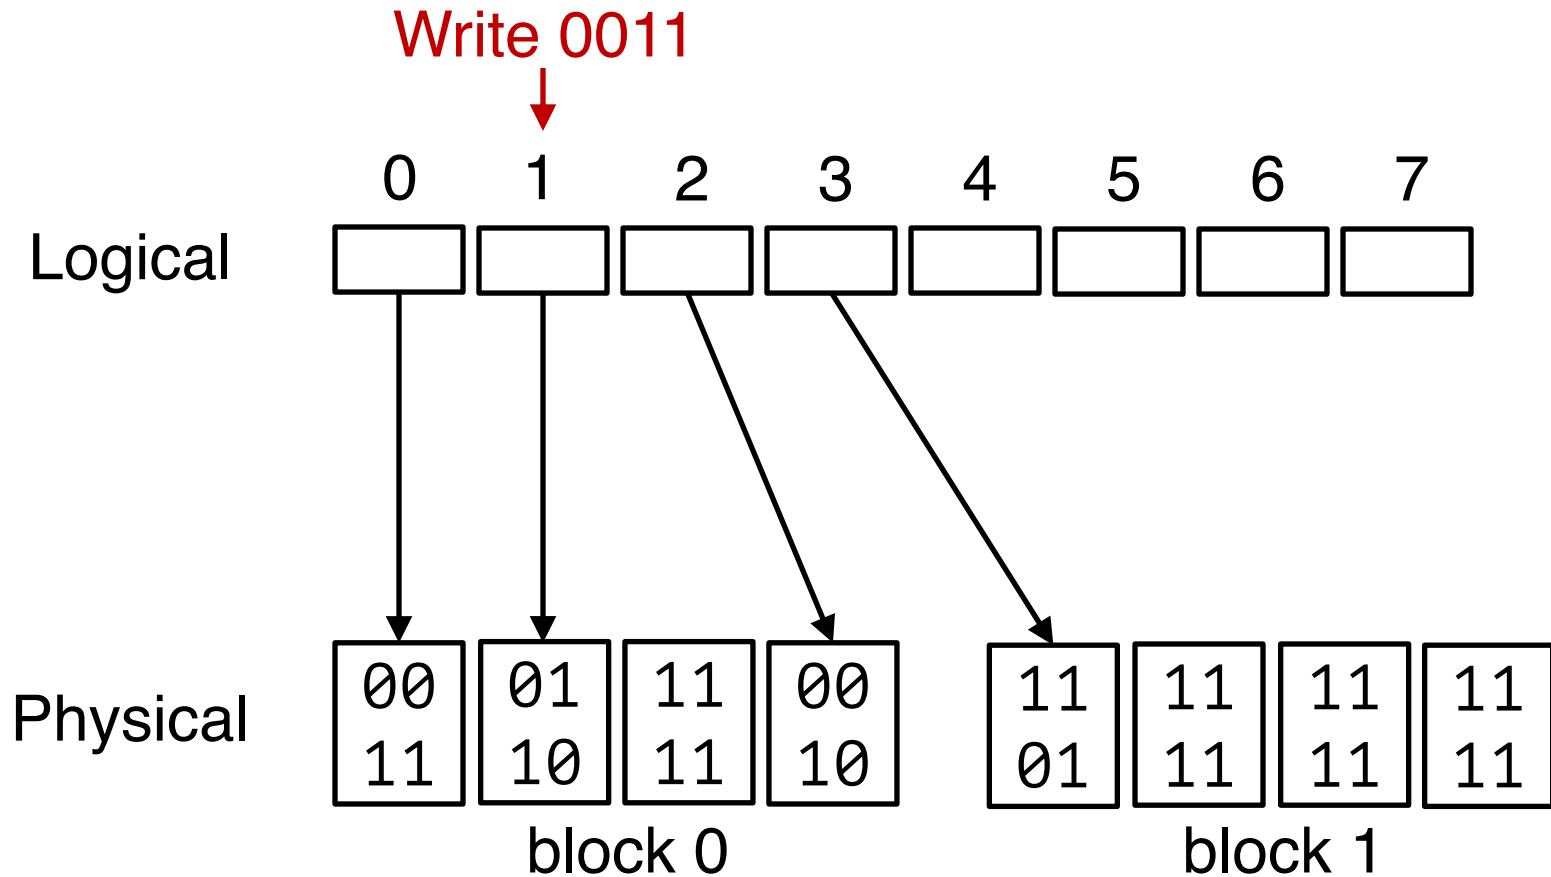 Write 0011
0 1 2 3 4 5 6 7
Logical
Physical
00 01 11 00 11 11 11 11
11 10 11 10 01 11 11 11
block 0 block 1